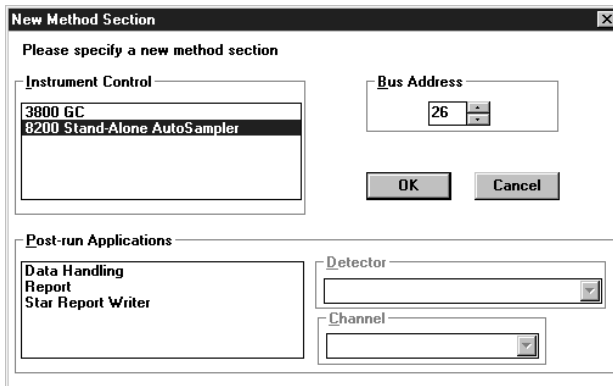 New Method Section
Please specify a new method section
Instrument Control
3800 GC
8200 Stand-Alone AutoSampler
Bus Address
26
OK
Cancel
Post-run Applications
Data Handling
Report
Star Report Writer
Detector
Channel